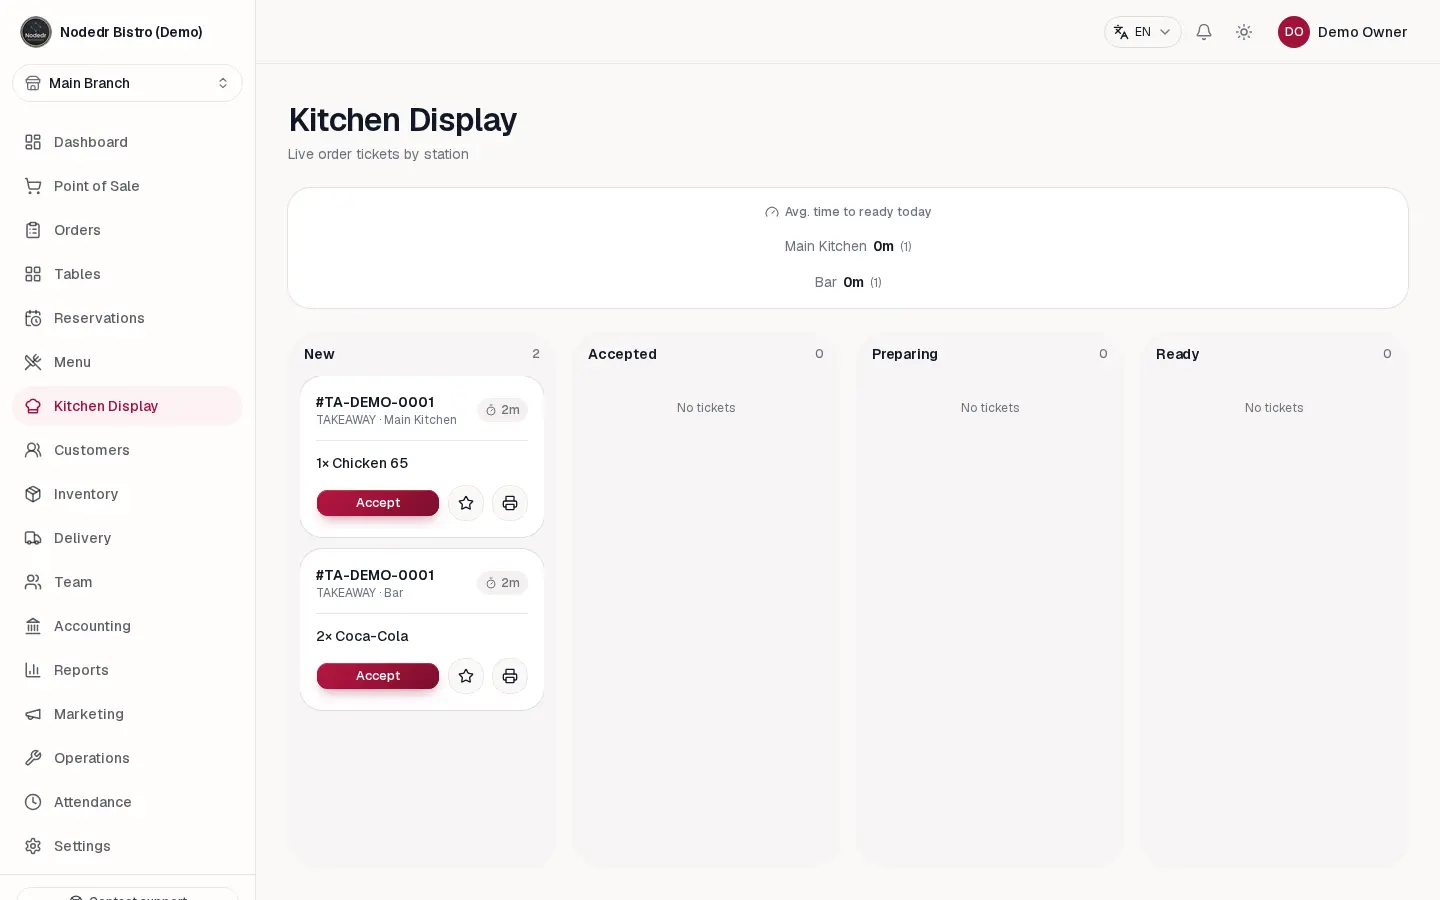 Nodedr
Nodedr Bistro (Demo)
EN
DO
Demo Owner
Main Branch
Dashboard
Point of Sale
Orders
Tables
Reservations
Menu
Kitchen Display
Customers
Inventory
Delivery
Team
Accounting
Reports
Marketing
Operations
Attendance
Settings
Contact support
Kitchen Display
Live order tickets by station
Avg. time to ready today
Main Kitchen 0m (1)
Bar 0m (1)
New 2
#TA-DEMO-0001
TAKEAWAY · Main Kitchen
2m
1× Chicken 65
Accept
#TA-DEMO-0001
TAKEAWAY · Bar
2m
2× Coca-Cola
Accept
Accepted 0
No tickets
Preparing 0
No tickets
Ready 0
No tickets